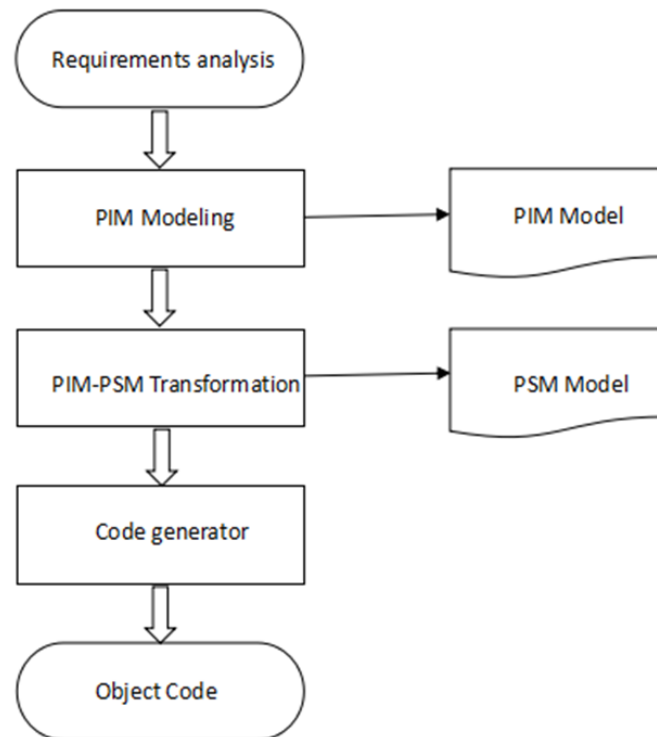 Requirements analysis
PIM Modeling
PIM Model
PIM-PSM Transformation
PSM Model
Code generator
Object Code